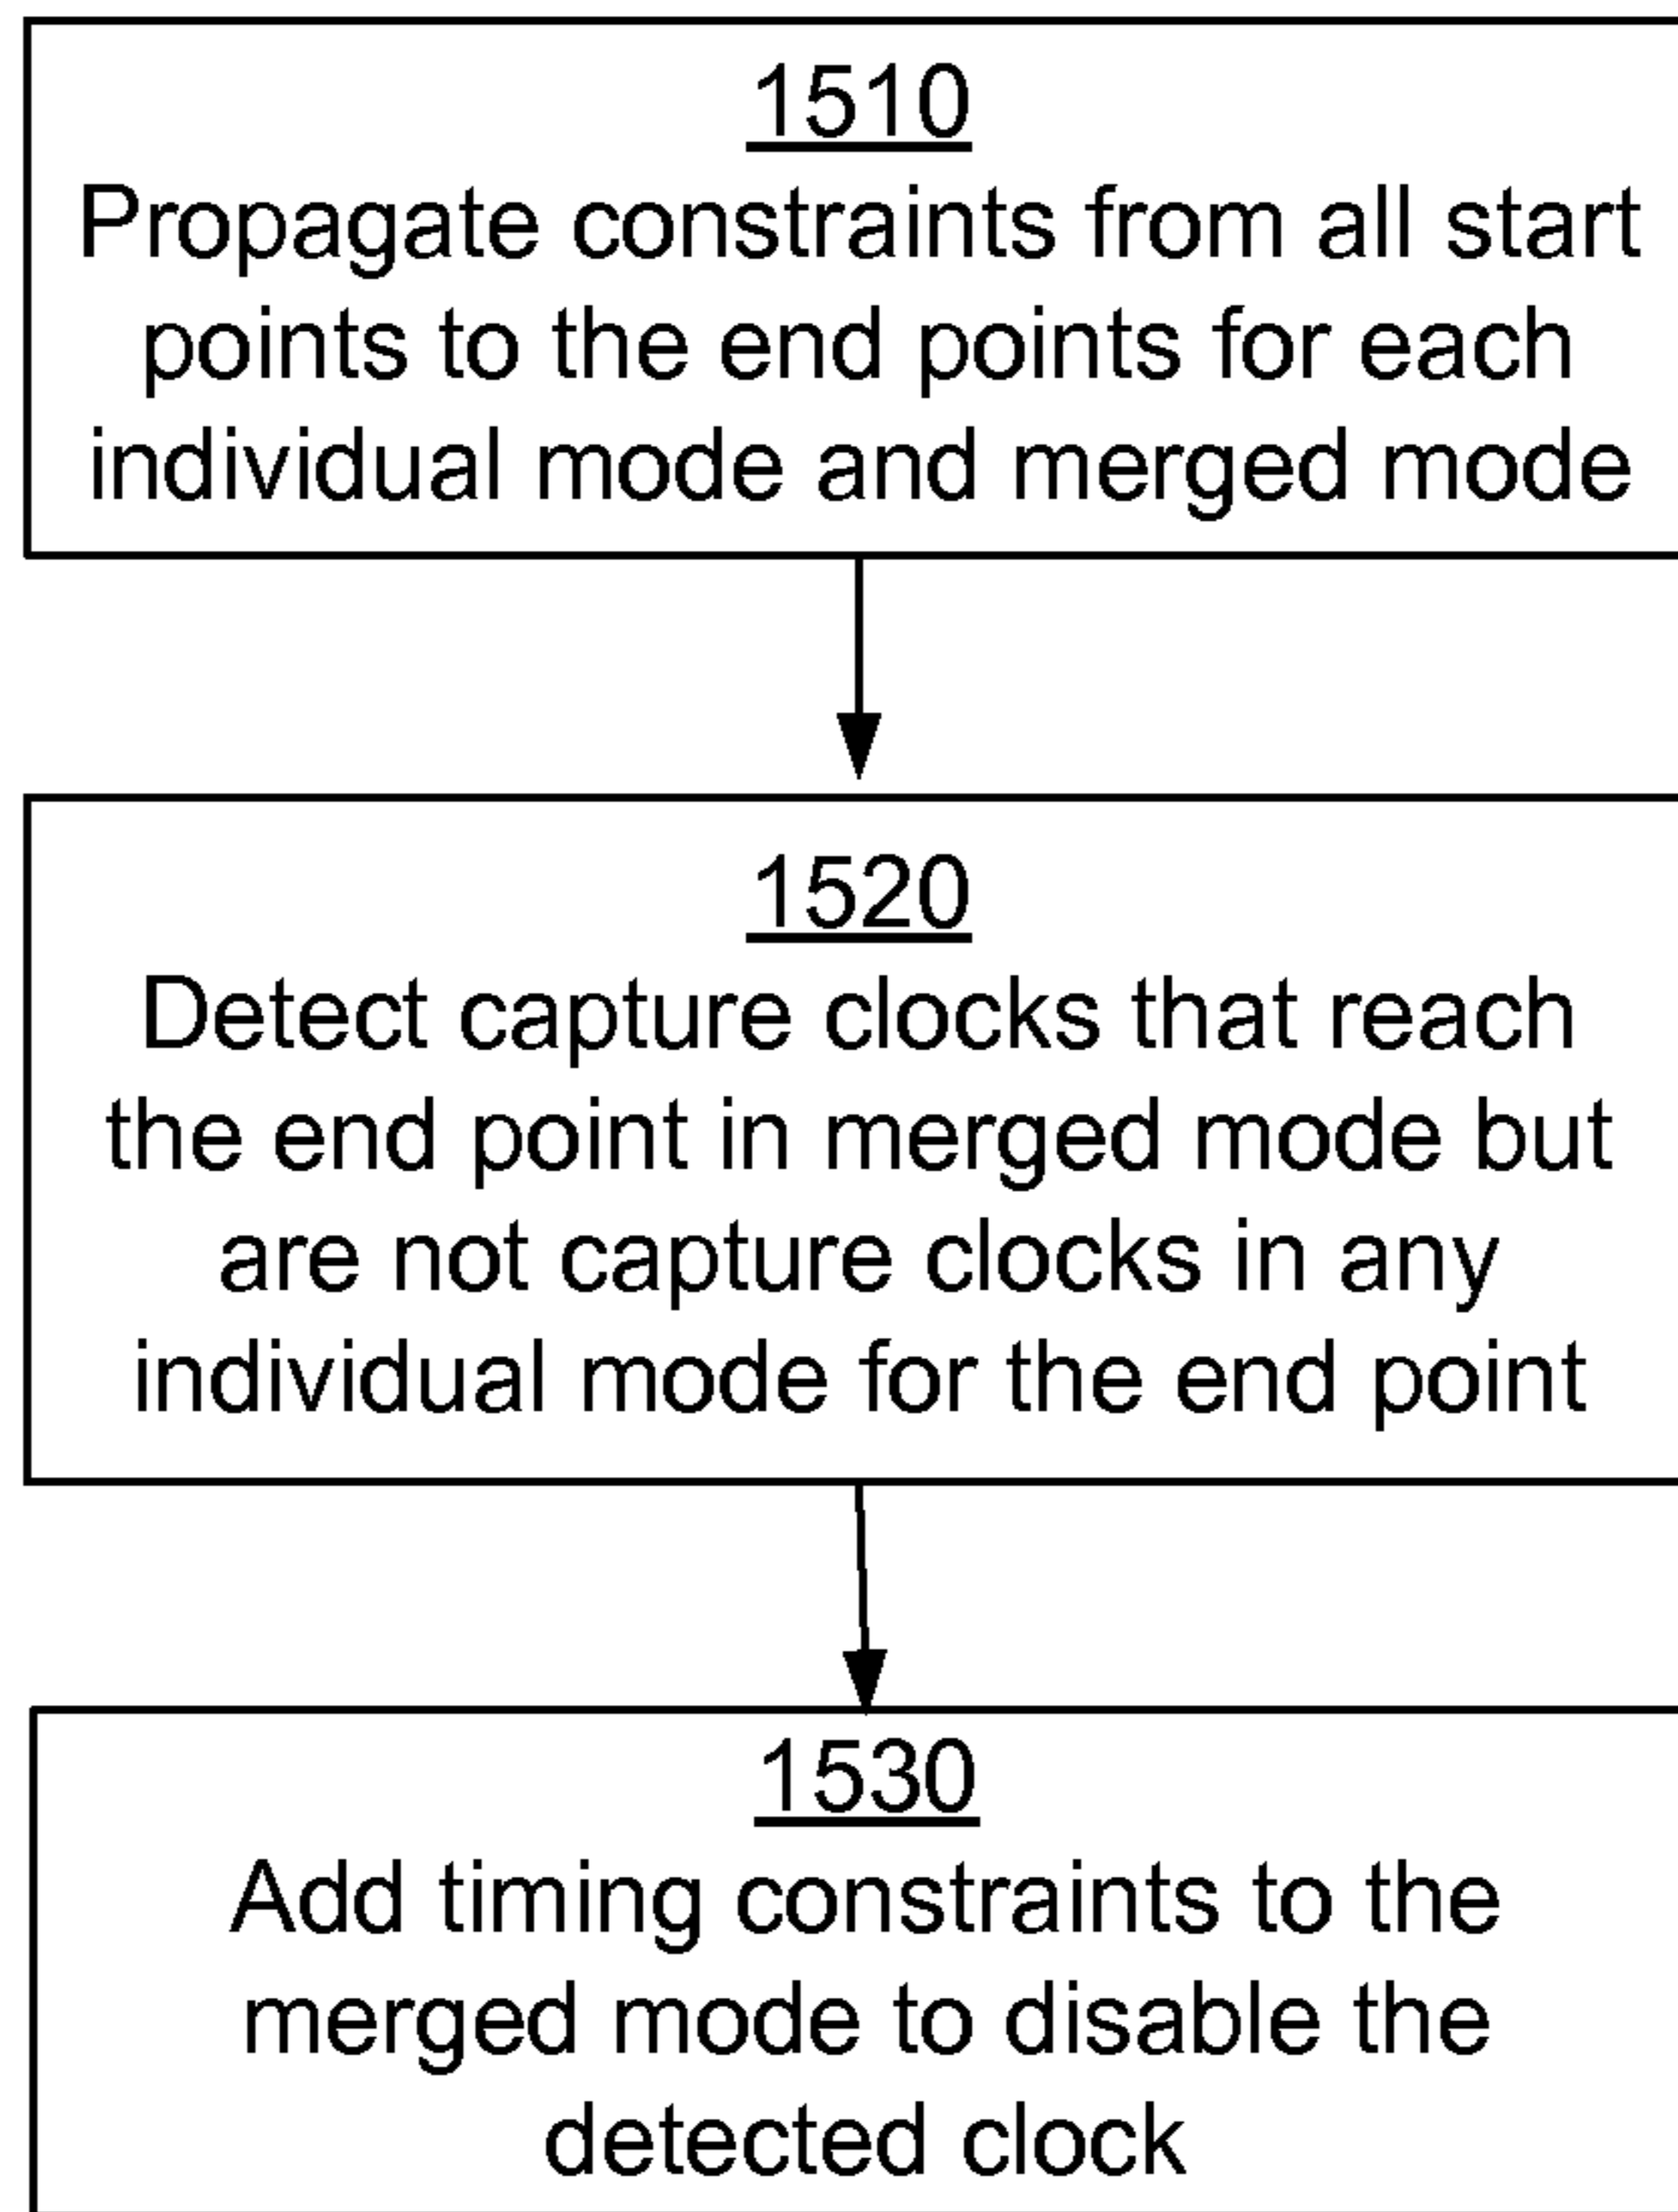 1510
Propagate constraints from all start
points to the end points for each
individual mode and merged mode
1520
Detect capture clocks that reach
the end point in merged mode but
are not capture clocks in any
individual mode for the end point
1530
Add timing constraints to the
merged mode to disable the
detected clock